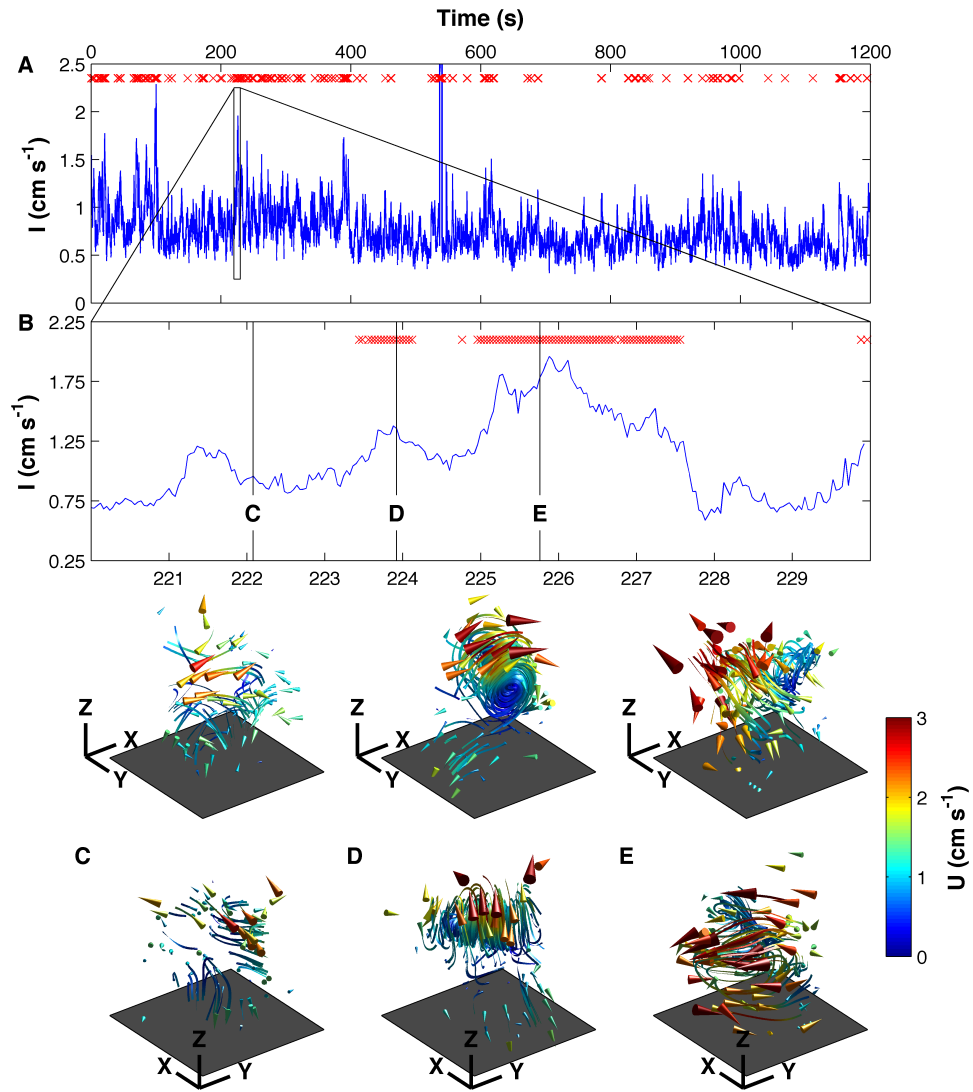 Time (s)
0 200 400 600 800 1000 1200
A
2.5
2
1.5
1
0.5
0
I (cm s-1)
B
2.25
1.75
1.25
0.75
0.25
I (cm s-1)
C D E
221 222 223 224 225 226 227 228 229
Z X Y
Z X Y
Z X Y
3
2
1
0
U (cm s-1)
C D E
Z X Y
Z X Y
Z X Y